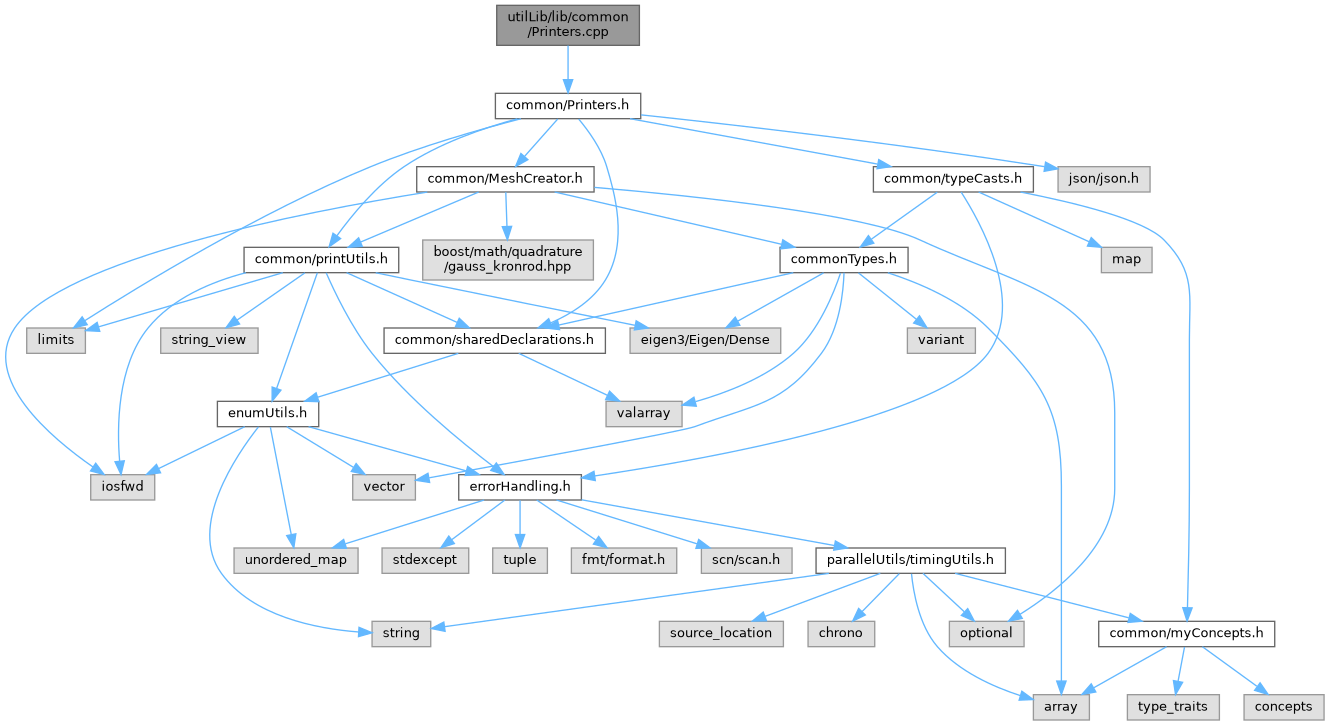 utilLib/lib/common
/Printers.cpp
common/Printers.h
common/MeshCreator.h
common/typeCasts.h
json/json.h
common/printUtils.h
boost/math/quadrature
/gauss_kronrod.hpp
commonTypes.h
map
limits
string_view
common/sharedDeclarations.h
eigen3/Eigen/Dense
variant
enumUtils.h
valarray
iosfwd
vector
errorHandling.h
unordered_map
stdexcept
tuple
fmt/format.h
scn/scan.h
parallelUtils/timingUtils.h
string
source_location
chrono
optional
common/myConcepts.h
array
type_traits
concepts